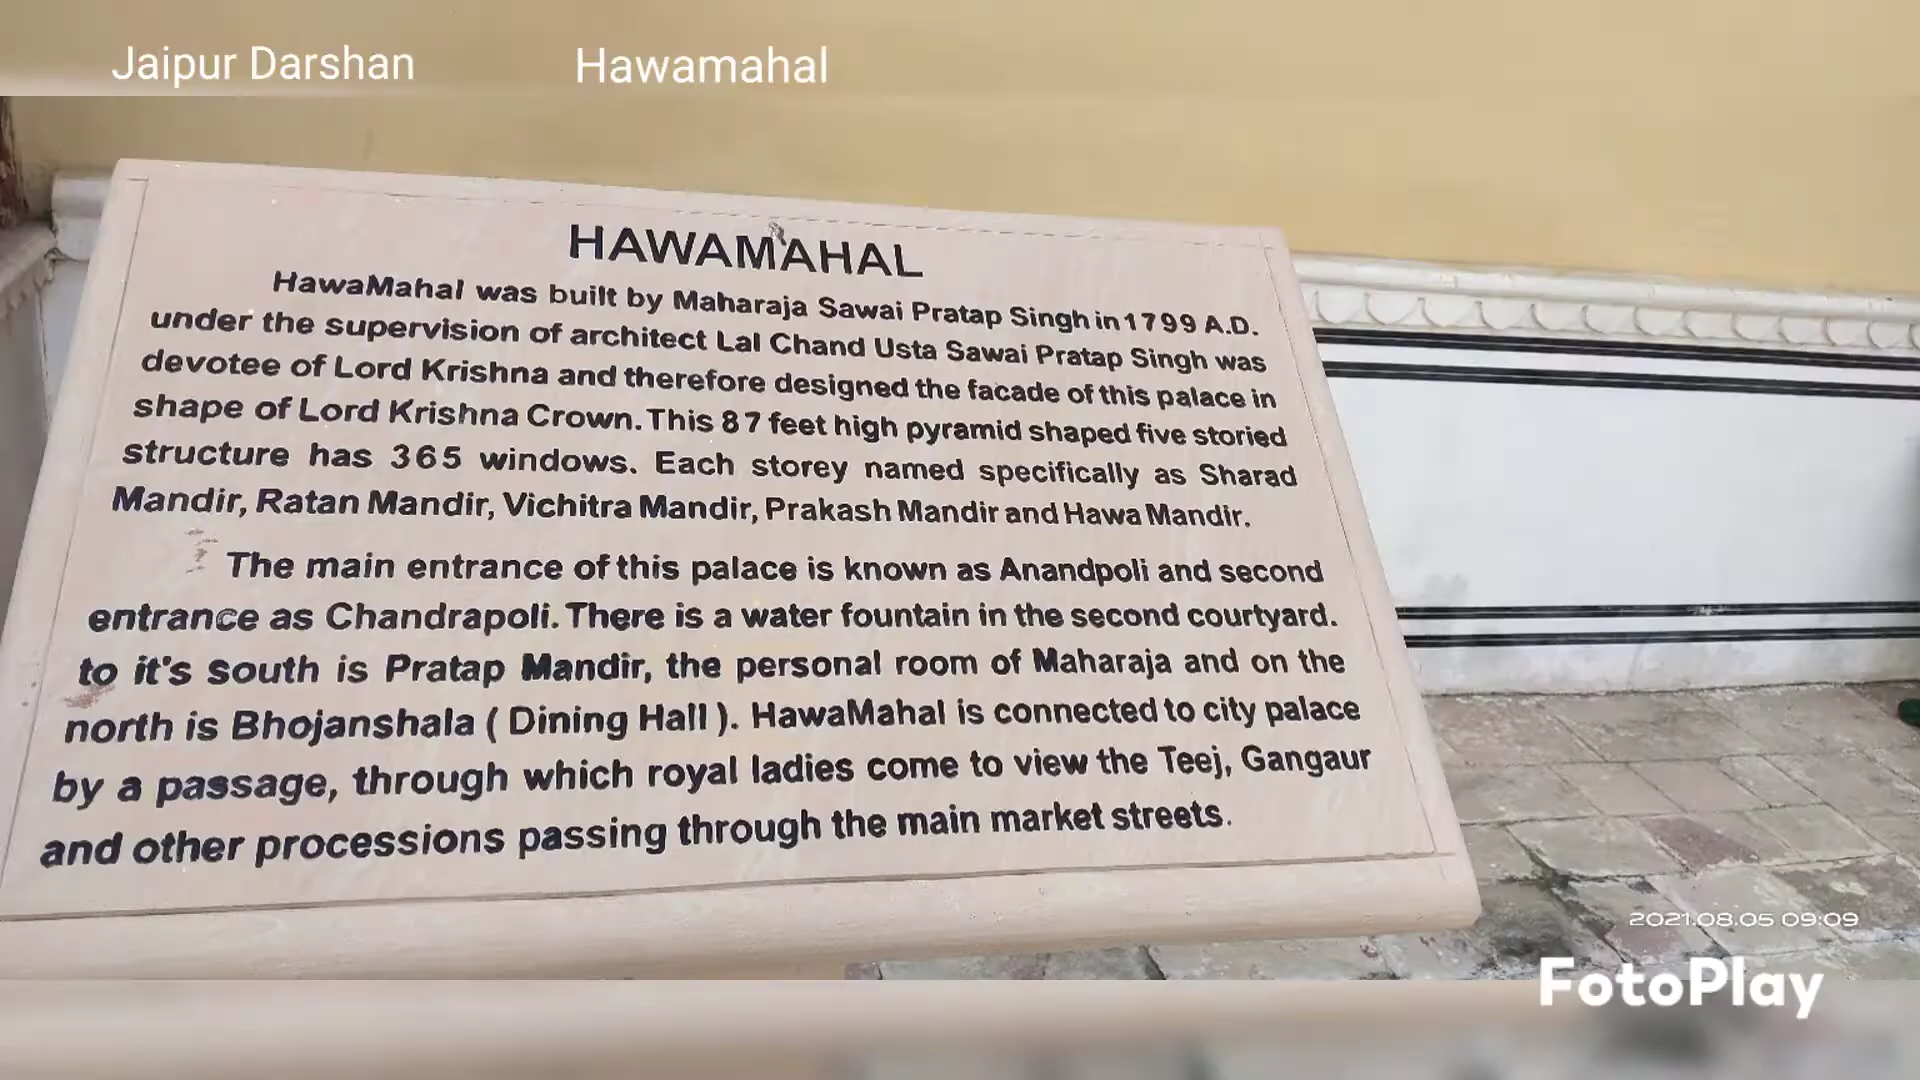 Jaipur Darshan
Hawamahal
HAWAMAHAL
HawaMahal was built by Maharaja Sawai Pratap Singh in 1799 A.D.
under the supervision of architect Lal Chand Usta Sawai Pratap Singh was
devotee of Lord Krishna and therefore designed the facade of this palace in
shape of Lord Krishna Crown. This 87 feet high pyramid shaped five storied
structure has 365 windows. Each storey named specifically as Sharad
Mandir, Ratan Mandir, Vichitra Mandir, Prakash Mandir and Hawa Mandir.
The main entrance of this palace is known as Anandpoli and second
entrance as Chandrapoli. There is a water fountain in the second courtyard.
to it's south is Pratap Mandir, the personal room of Maharaja and on the
north is Bhojanshala ( Dining Hall ). HawaMahal is connected to city palace
by a passage, through which royal ladies come to view the Teej, Gangaur
and other processions passing through the main market streets.
2021.08.05 09:09
FotoPlay